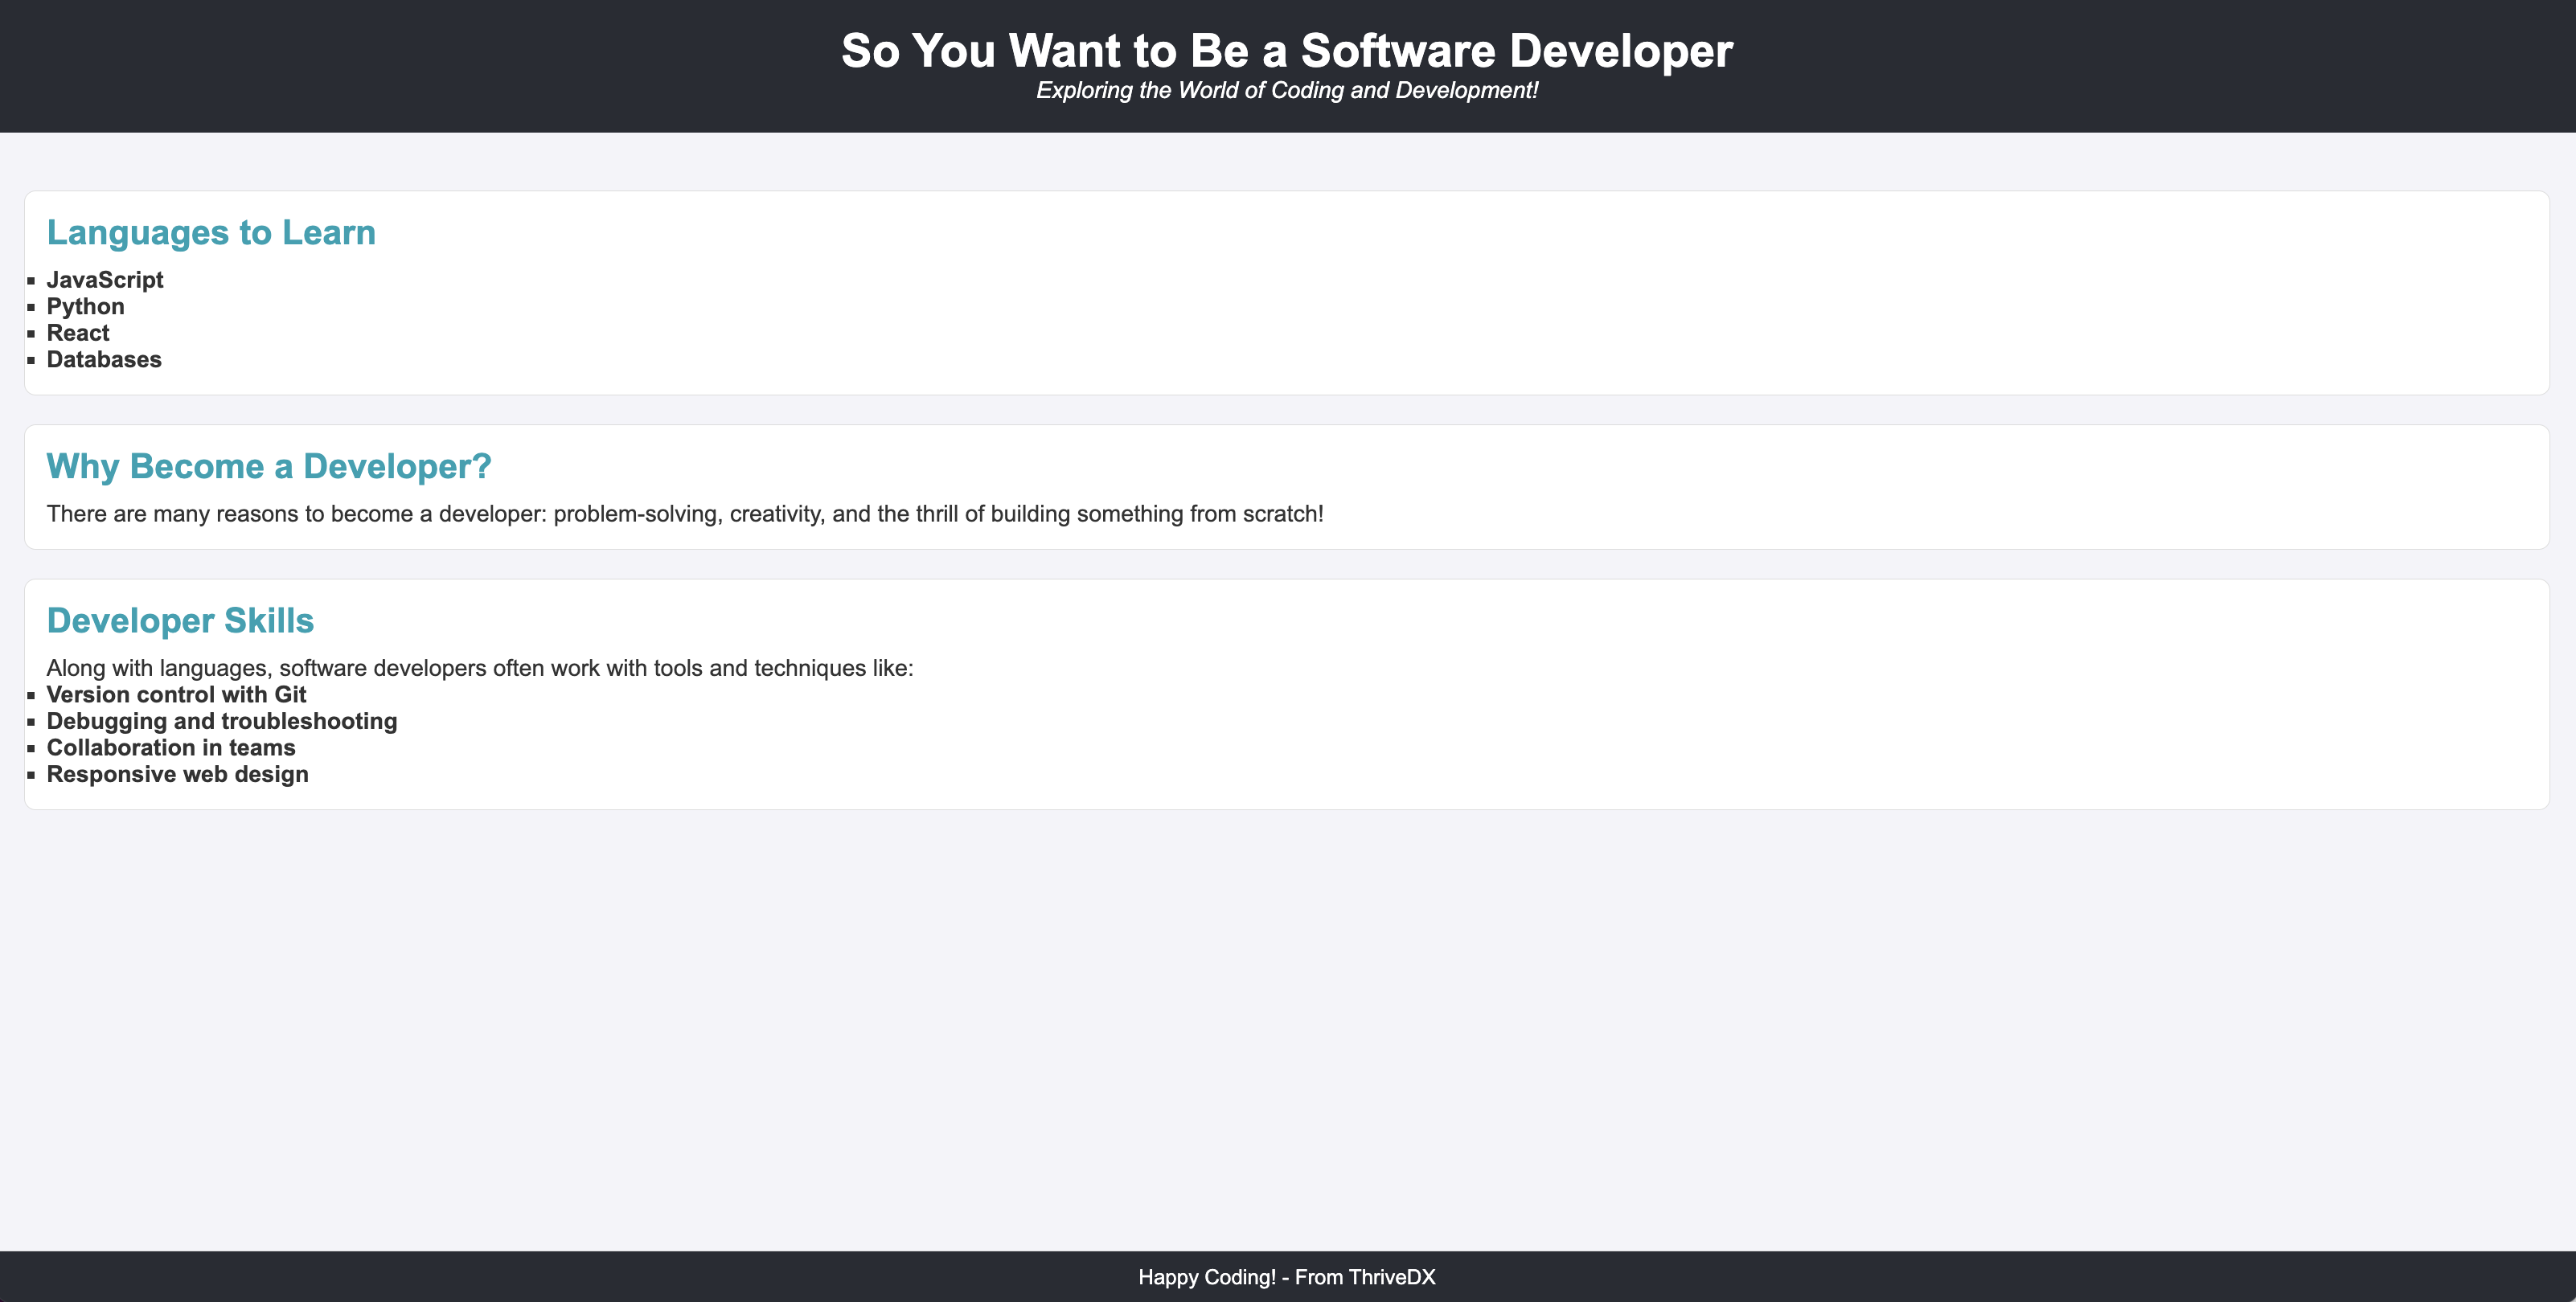 So You Want to Be a Software Developer
Exploring the World of Coding and Development!
Languages to Learn
JavaScript
Python
React
Databases
Why Become a Developer?
There are many reasons to become a developer: problem-solving, creativity, and the thrill of building something from scratch!
Developer Skills
Along with languages, software developers often work with tools and techniques like:
Version control with Git
Debugging and troubleshooting
Collaboration in teams
Responsive web design
Happy Coding! - From ThriveDX